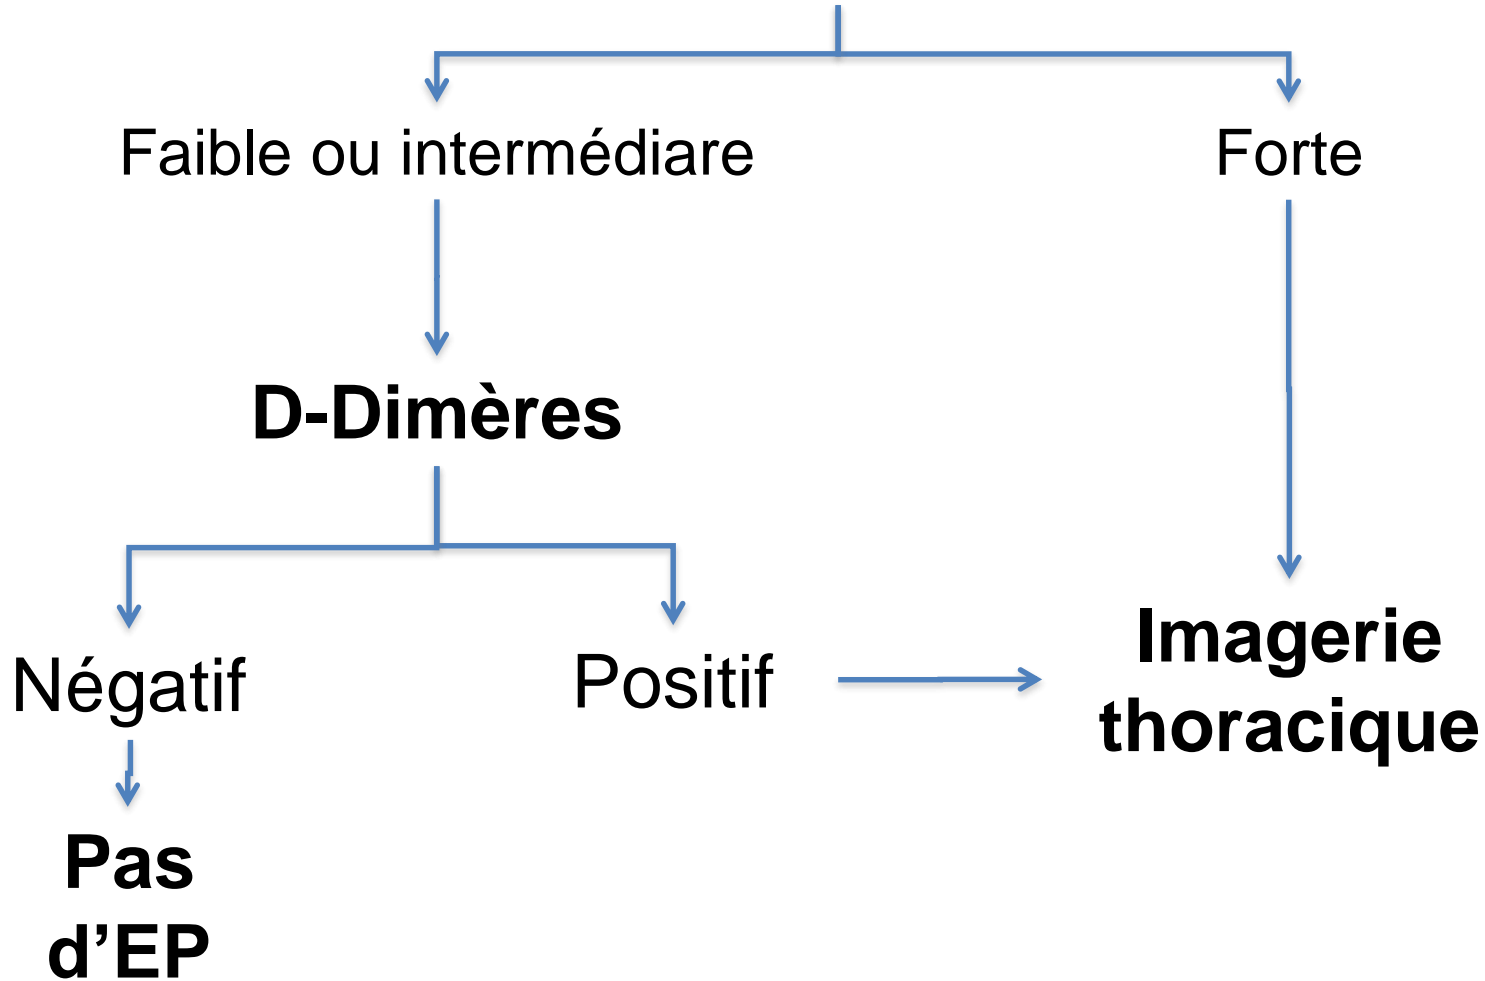 Faible ou intermédiare
Forte
D-Dimères
Négatif
Positif
Imagerie
thoracique
Pas
d’EP